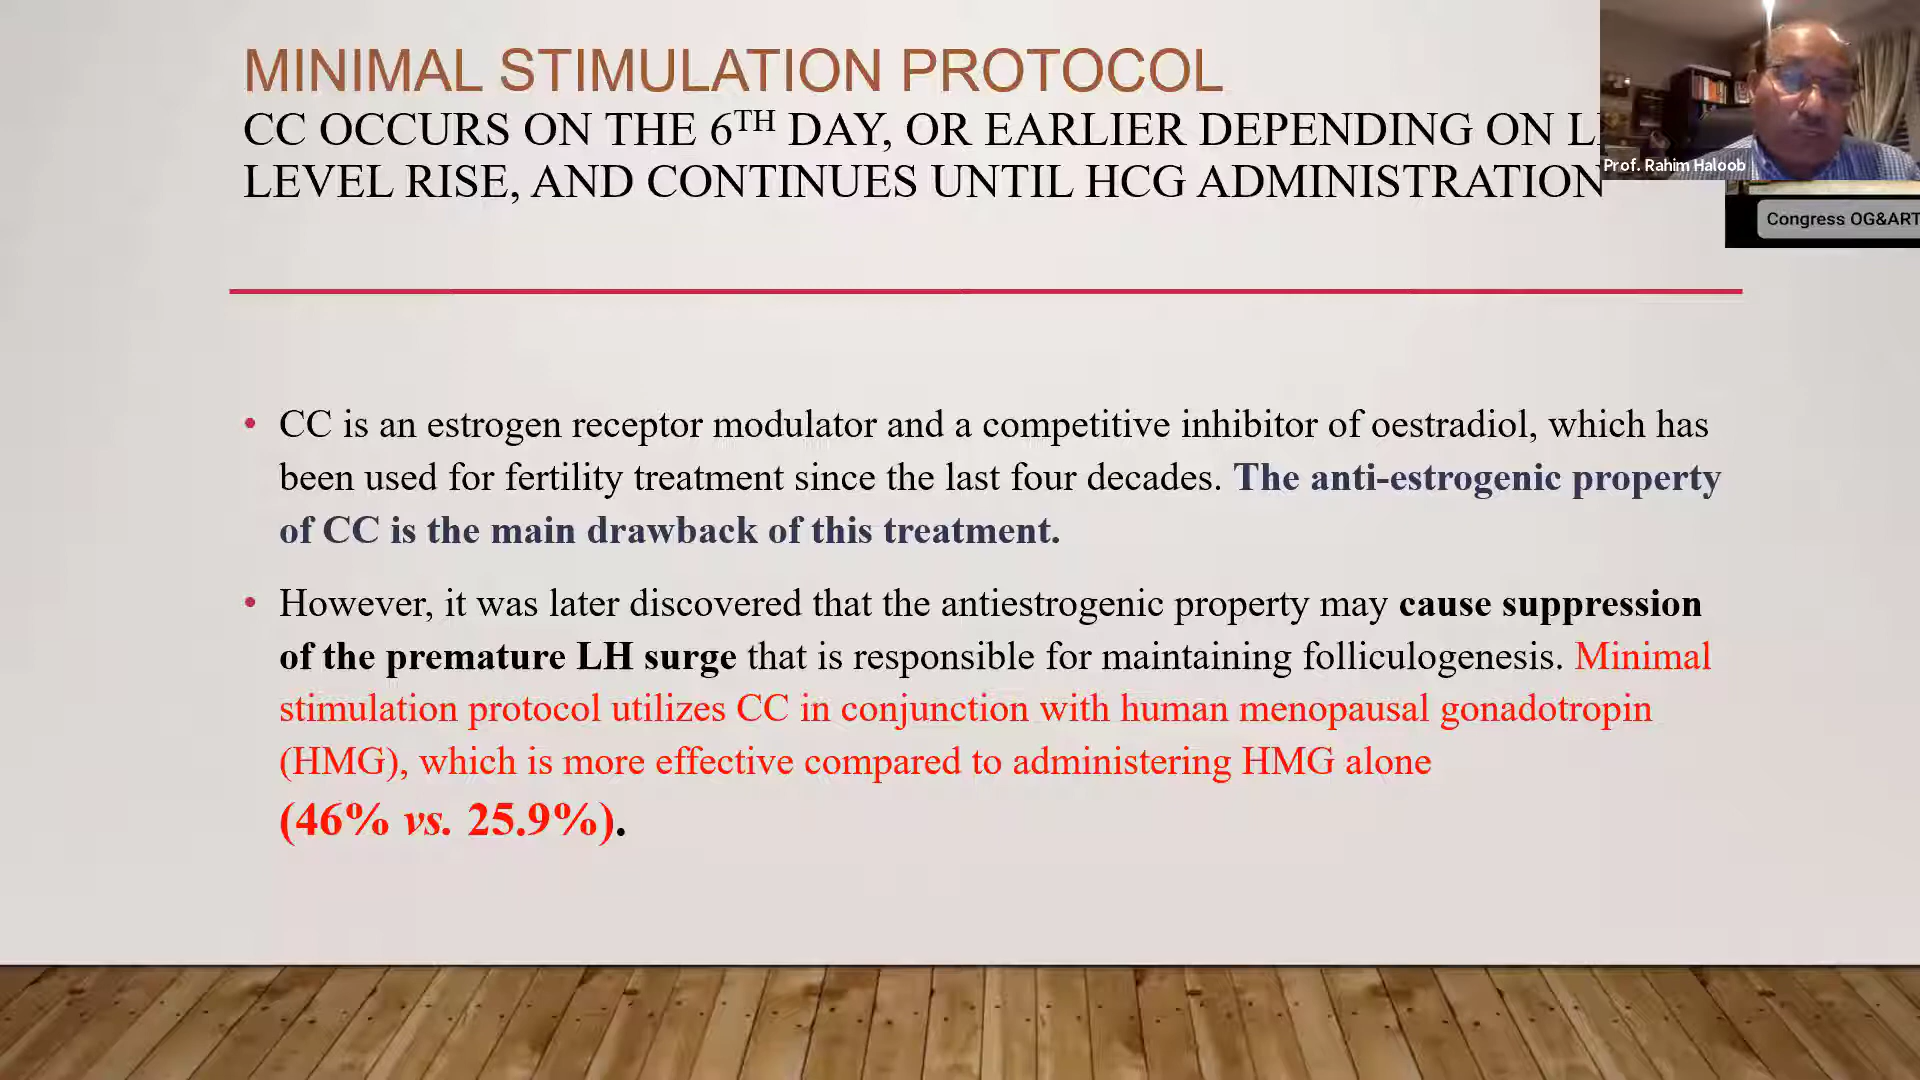 MINIMAL STIMULATION PROTOCOL
CC OCCURS ON THE 6TH DAY, OR EARLIER DEPENDING ON
LEVEL RISE, AND CONTINUES UNTIL HCG ADMINISTRATION
Prof. Rahim Haloob
Congress OG&ART
• CC is an estrogen receptor modulator and a competitive inhibitor of oestradiol, which has
been used for fertility treatment since the last four decades. The anti-estrogenic property
of CC is the main drawback of this treatment.
• However, it was later discovered that the antiestrogenic property may cause suppression
of the premature LH surge that is responsible for maintaining folliculogenesis. Minimal
stimulation protocol utilizes CC in conjunction with human menopausal gonadotropin
(HMG), which is more effective compared to administering HMG alone
(46% vs. 25.9%).